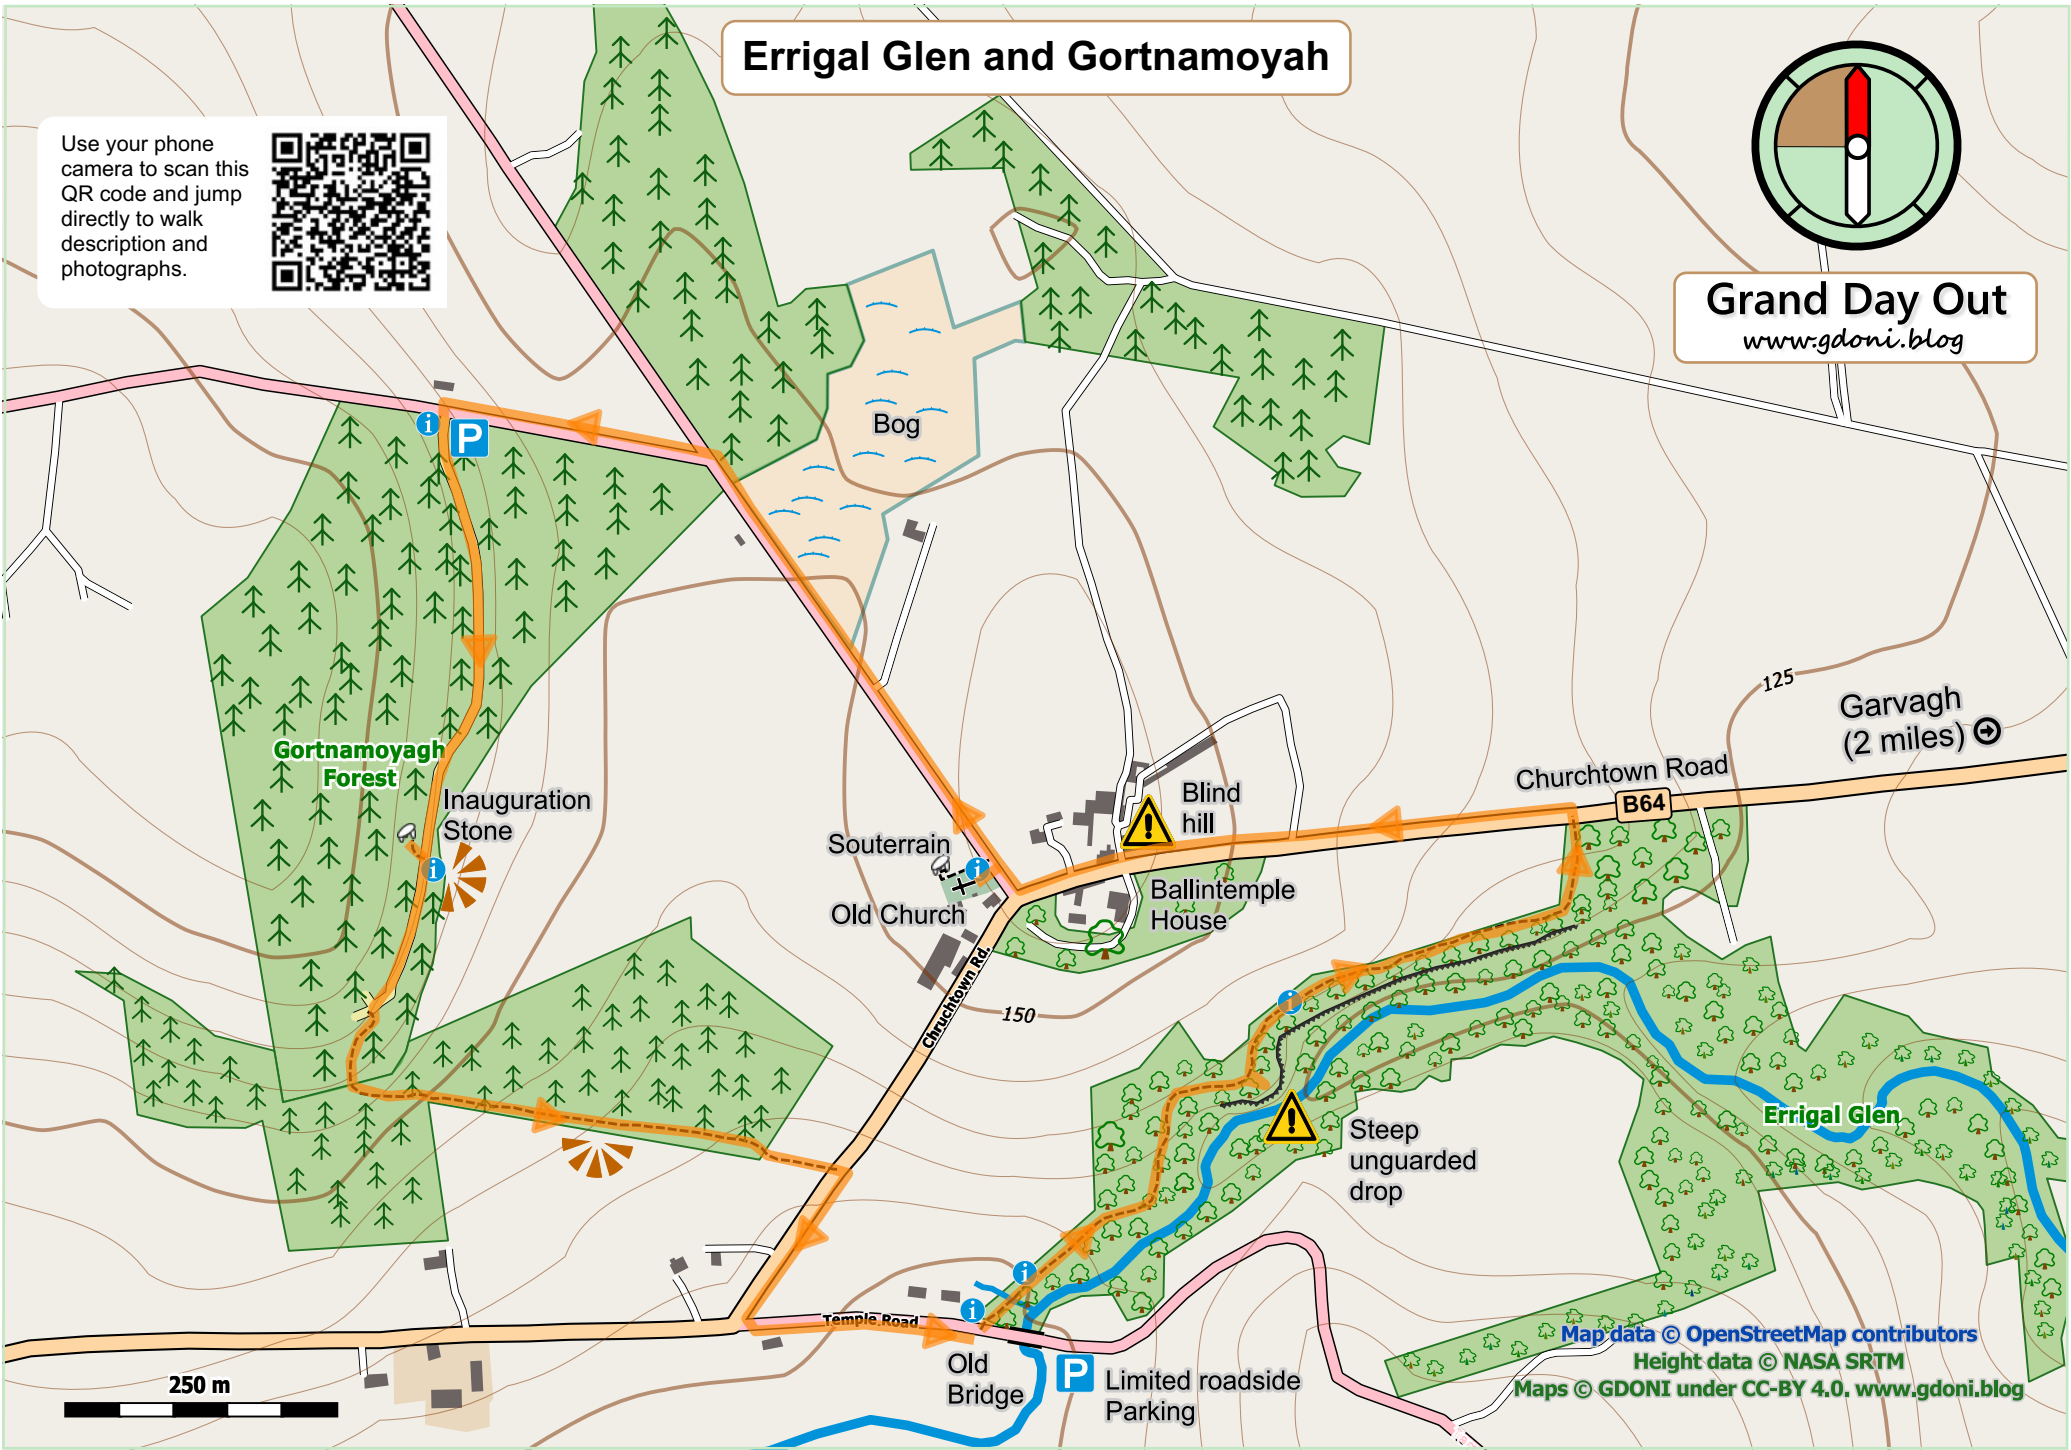 Errigal Glen and Gortnamoyah
Use your phone
camera to scan this
QR code and jump
directly to walk
description and
photographs.
Grand Day Out
www.gdoni.blog
P
Bog
125
Garvagh
(2 miles)
Churchtown Road
B64
Gortnamoyagh
Forest
Inauguration
Stone
Blind
hill
Souterrain
Old Church
Ballintemple
House
Chruchtown Rd.
150
Errigal Glen
Steep
unguarded
drop
Temple Road
Old
Bridge
P
Limited roadside
Parking
250 m
Map data © OpenStreetMap contributors
Height data © NASA SRTM
Maps © GDONI under CC-BY 4.0. www.gdoni.blog